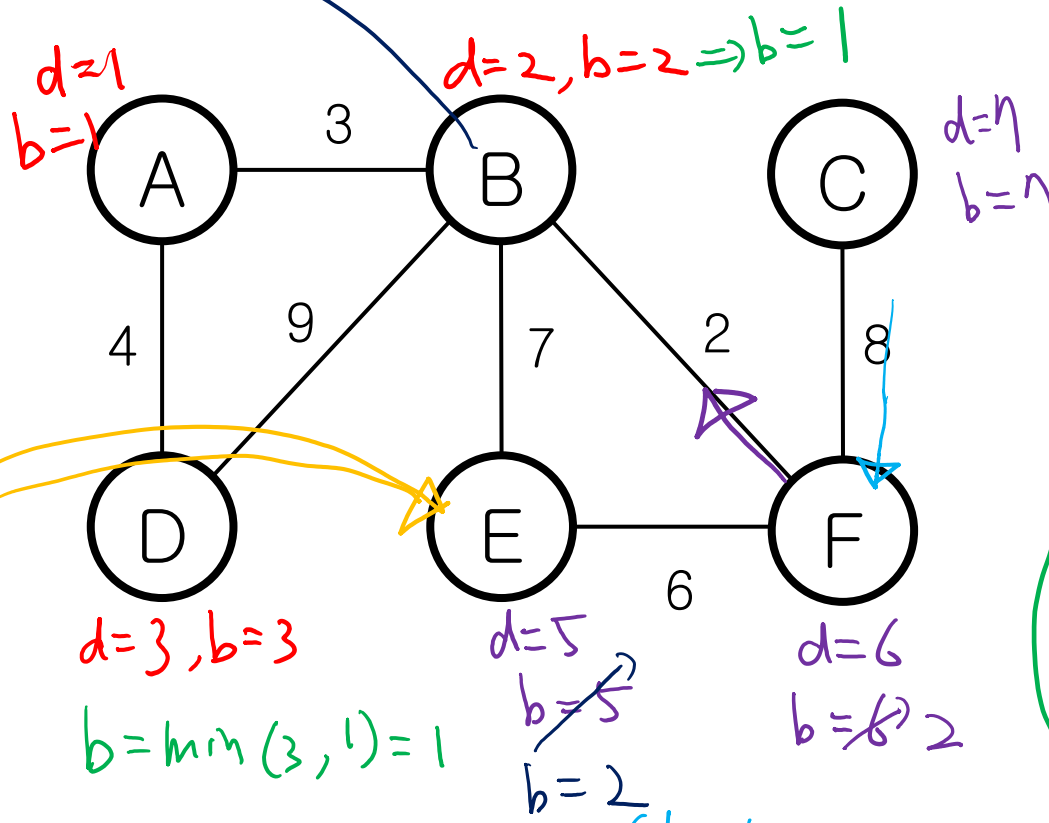 d=1
b=1
d=2, b=2 => b=1
3
A
B
C
d=7
4
9
7
2
8
D
E
F
6
d=3, b=3
b=min(3,1)=1
d=5
b=5
b=2
d=6
b=6 2